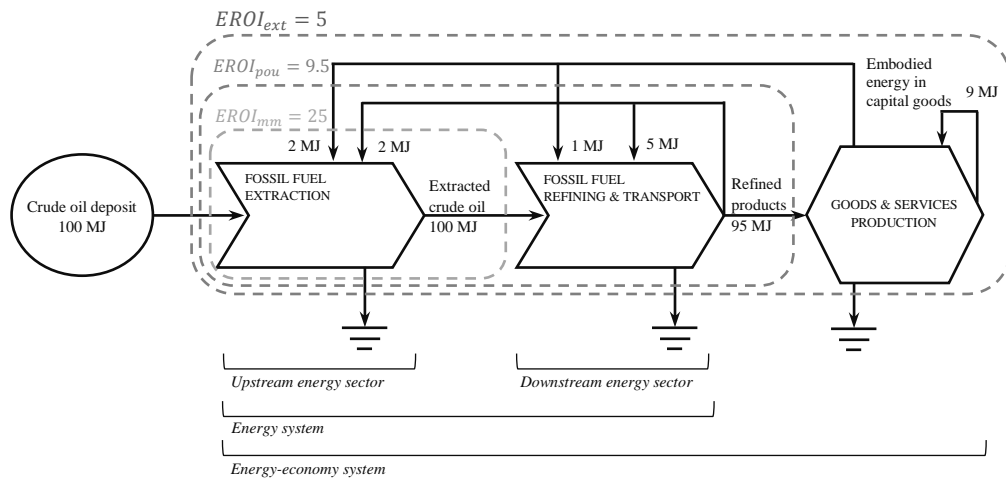 EROI_ext = 5
EROI_pou = 9.5
EROI_mm = 25
Embodied
energy in
capital goods
9 MJ
2 MJ
2 MJ
1 MJ
5 MJ
Crude oil deposit
100 MJ
FOSSIL FUEL
EXTRACTION
Extracted
crude oil
100 MJ
FOSSIL FUEL
REFINING & TRANSPORT
Refined
products
95 MJ
GOODS & SERVICES
PRODUCTION
Upstream energy sector
Downstream energy sector
Energy system
Energy-economy system